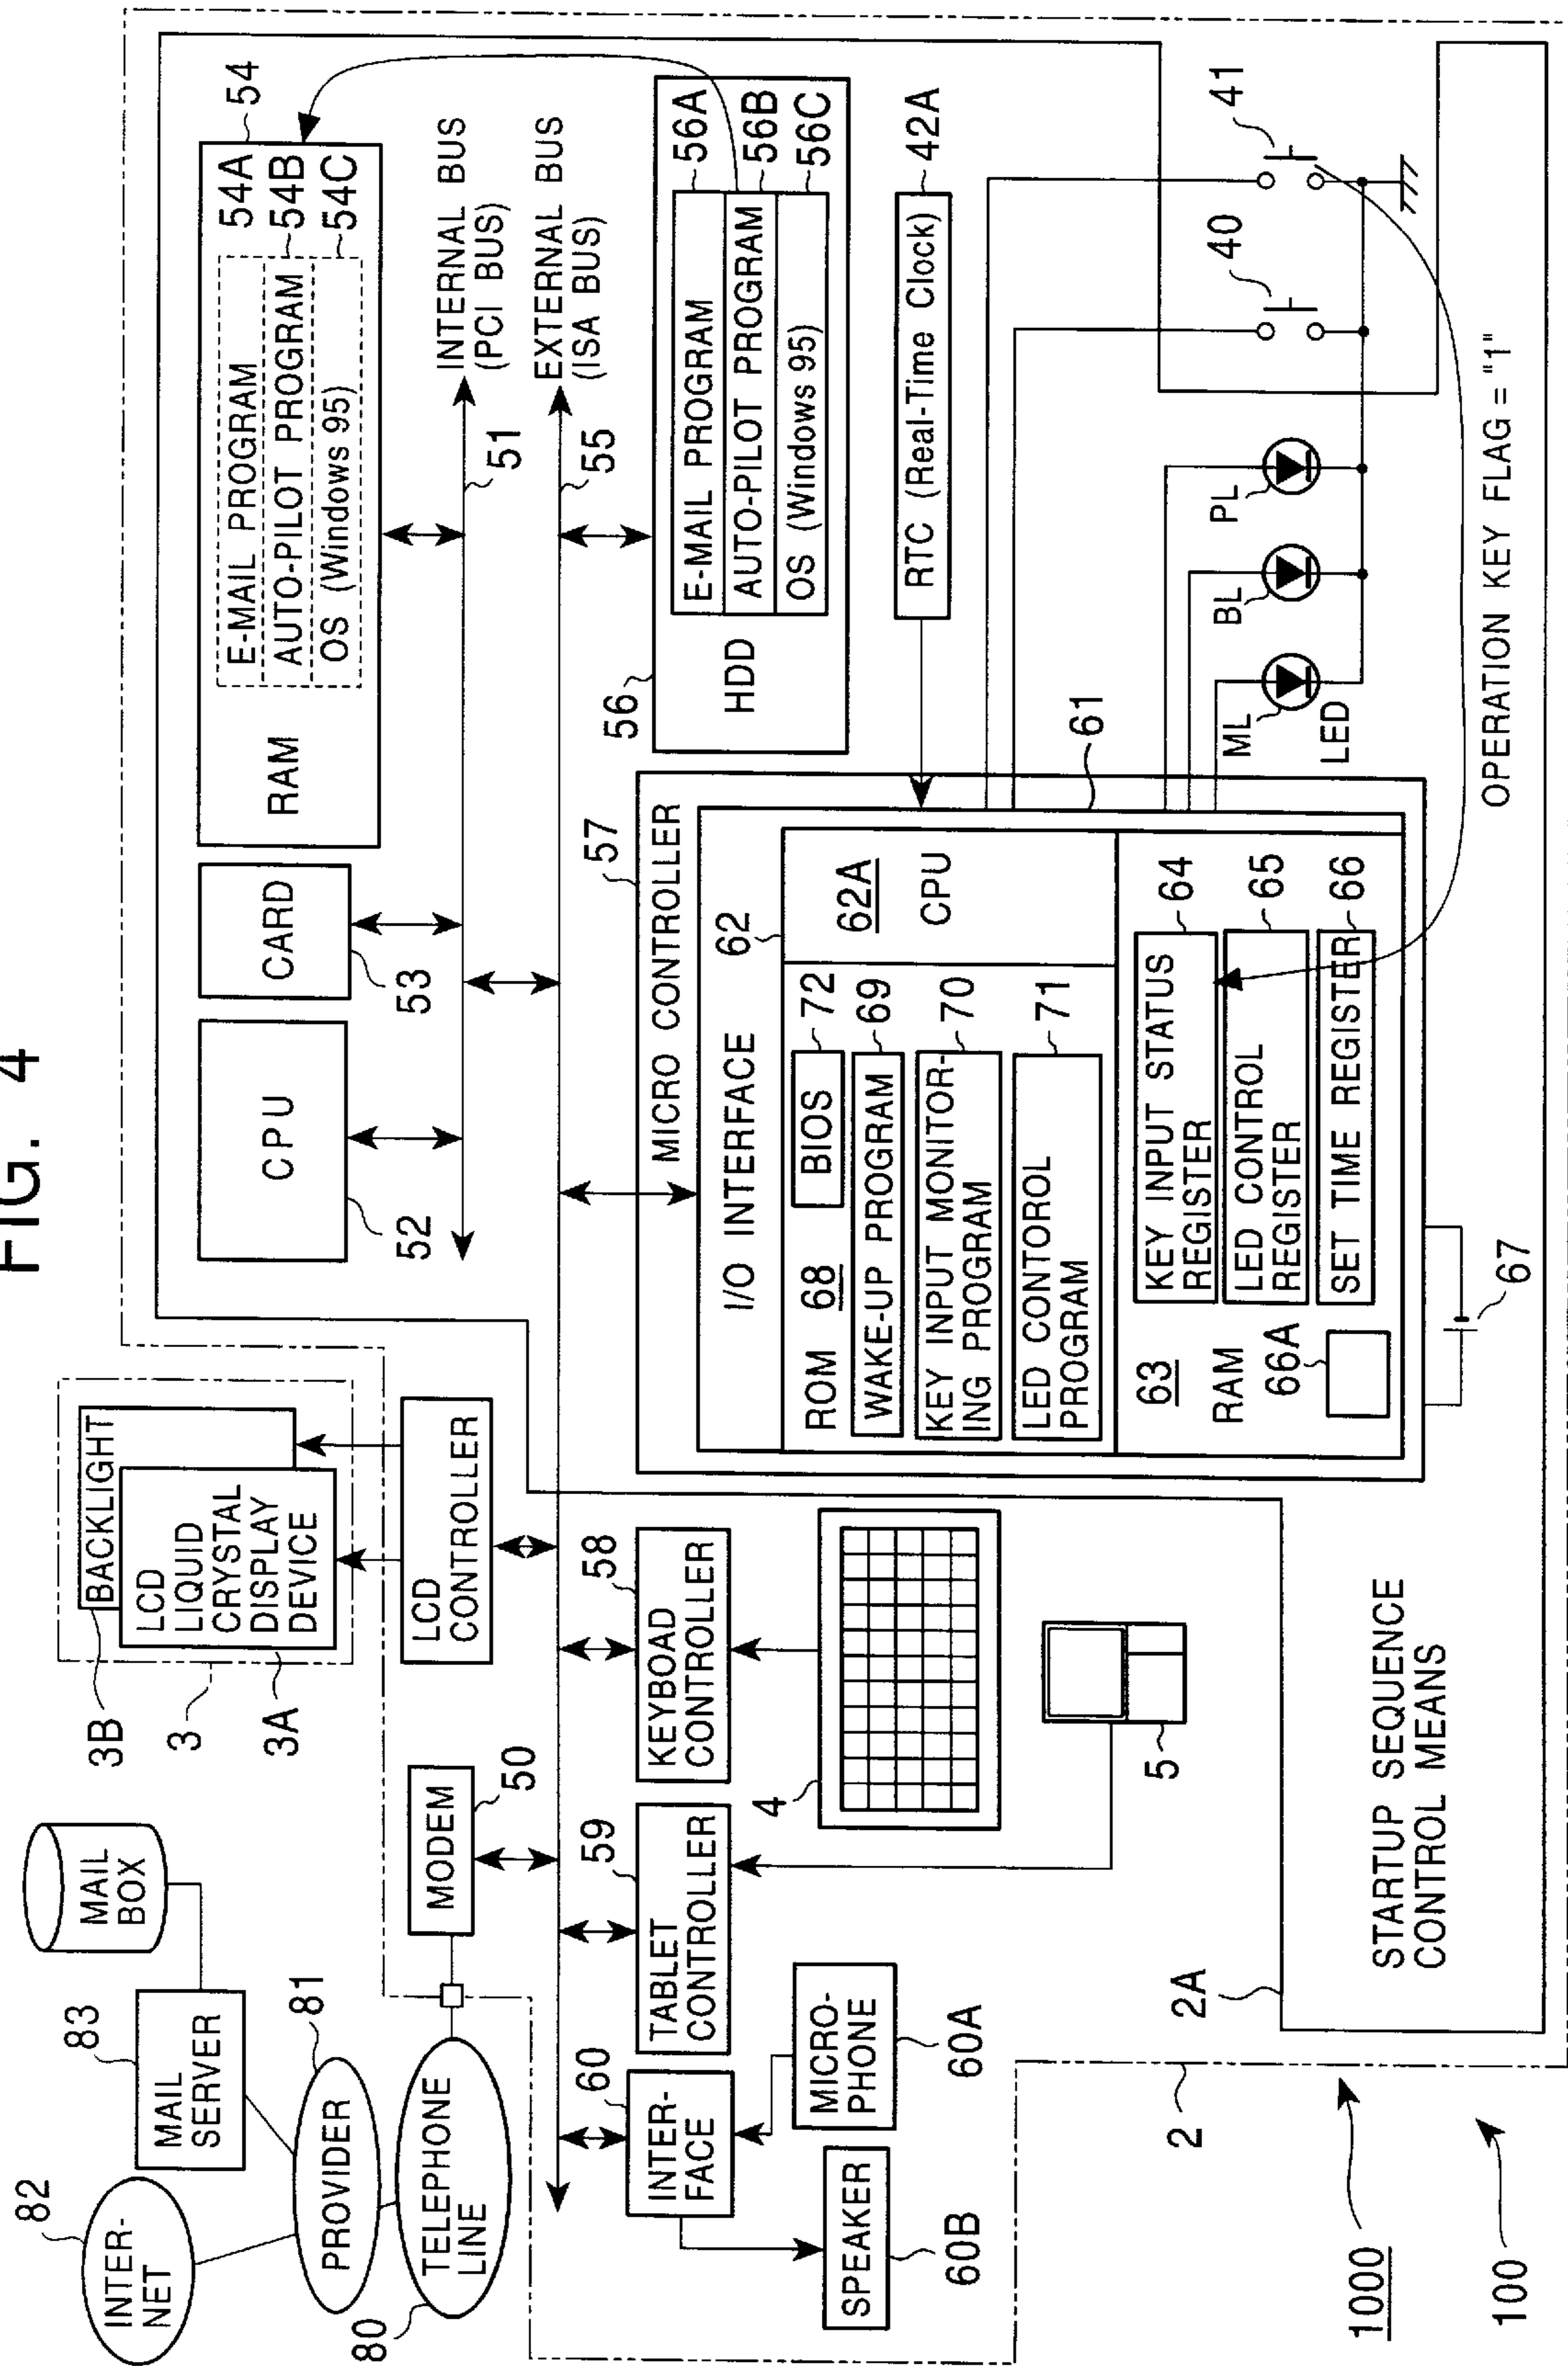 FIG. 4
INTER-
NET
82
MAIL
SERVER
83
MAIL
BOX
PROVIDER
81
TELEPHONE
LINE
80
MODEM
50
3B
3
3A
BACKLIGHT
LCD
LIQUID
CRYSTAL
DISPLAY
DEVICE
LCD
CONTROLLER
CPU
52
CARD
53
RAM
E-MAIL PROGRAM
AUTO-PILOT PROGRAM
OS (Windows 95)
54A
54B
54C
54
51
INTERNAL BUS
(PCI BUS)
55
EXTERNAL BUS
(ISA BUS)
INTER-
FACE
60
SPEAKER
60B
MICRO-
PHONE
60A
TABLET
CONTROLLER
59
KEYBOAD
CONTROLLER
58
4
5
MICRO CONTROLLER
57
I/O INTERFACE
62
ROM 68
BIOS
72
WAKE-UP PROGRAM
69
KEY INPUT MONITOR-
ING PROGRAM
70
LED CONTOROL
PROGRAM
71
62A
CPU
63
RAM
66A
KEY INPUT STATUS
REGISTER
64
LED CONTROL
REGISTER
65
SET TIME REGISTER
66
61
67
56
HDD
E-MAIL PROGRAM
AUTO-PILOT PROGRAM
OS (Windows 95)
56A
56B
56C
RTC (Real-Time Clock)
42A
ML
BL
PL
LED
40
41
OPERATION KEY FLAG = "1"
2A
STARTUP SEQUENCE
CONTROL MEANS
2
1000
100